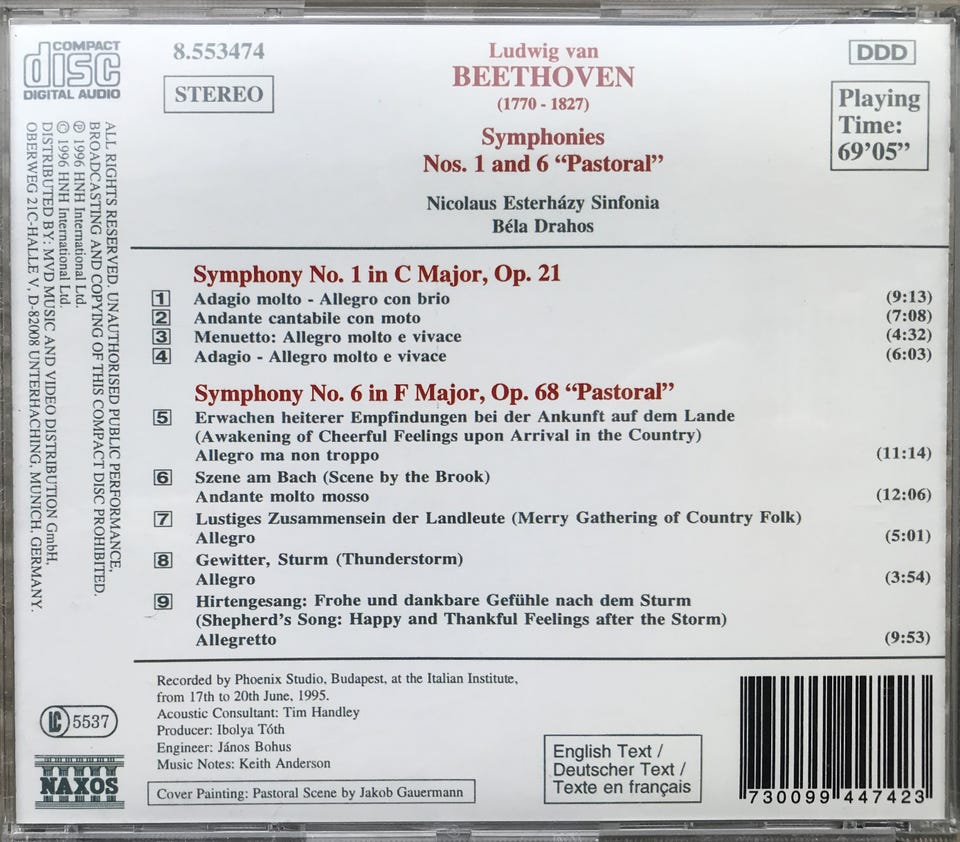 COMPACT
disc
DIGITAL AUDIO
8.553474
STEREO
Ludwig van
BEETHOVEN
(1770 - 1827)
Symphonies
Nos. 1 and 6 “Pastoral”
Nicolaus Esterházy Sinfonia
Béla Drahos
DDD
Playing
Time:
69’05”
ALL RIGHTS RESERVED. UNAUTHORISED PUBLIC PERFORMANCE,
BROADCASTING AND COPYING OF THIS COMPACT DISC PROHIBITED.
℗ 1996 HNH International Ltd.
© 1996 HNH International Ltd.
DISTRIBUTED BY: MVD MUSIC AND VIDEO DISTRIBUTION GmbH,
OBERWEG 21C-HALLE V, D-82008 UNTERHACHING, MUNICH, GERMANY.
Symphony No. 1 in C Major, Op. 21
1 Adagio molto - Allegro con brio (9:13)
2 Andante cantabile con moto (7:08)
3 Menuetto: Allegro molto e vivace (4:32)
4 Adagio - Allegro molto e vivace (6:03)
Symphony No. 6 in F Major, Op. 68 “Pastoral”
5 Erwachen heiterer Empfindungen bei der Ankunft auf dem Lande
(Awakening of Cheerful Feelings upon Arrival in the Country)
Allegro ma non troppo (11:14)
6 Szene am Bach (Scene by the Brook)
Andante molto mosso (12:06)
7 Lustiges Zusammensein der Landleute (Merry Gathering of Country Folk)
Allegro (5:01)
8 Gewitter, Sturm (Thunderstorm)
Allegro (3:54)
9 Hirtengesang: Frohe und dankbare Gefühle nach dem Sturm
(Shepherd’s Song: Happy and Thankful Feelings after the Storm)
Allegretto (9:53)
Recorded by Phoenix Studio, Budapest, at the Italian Institute,
from 17th to 20th June, 1995.
Acoustic Consultant: Tim Handley
Producer: Ibolya Tóth
Engineer: János Bohus
Music Notes: Keith Anderson
Cover Painting: Pastoral Scene by Jakob Gauermann
LC 5537
NAXOS
English Text /
Deutscher Text /
Texte en français
730099 447423